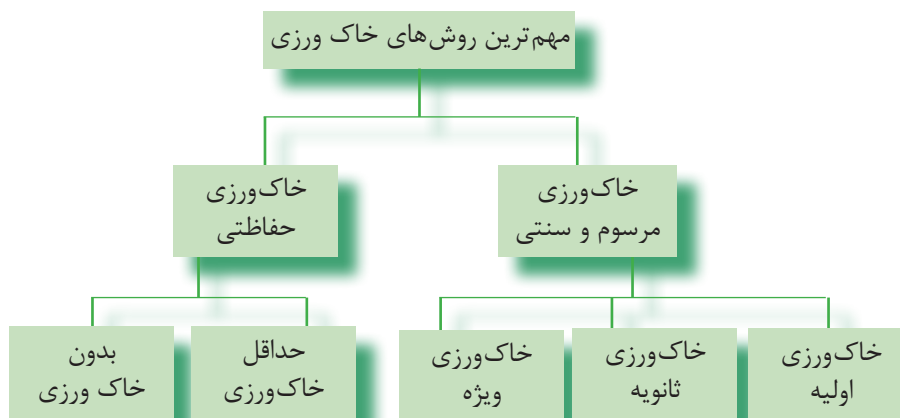 مهم‌ترین روش‌های خاک ورزی
خاک‌ورزی
مرسوم و سنتی
خاک‌ورزی
حفاظتی
خاک‌ورزی
اولیه
خاک‌ورزی
ثانویه
خاک‌ورزی
ویژه
حداقل
خاک‌ورزی
بدون
خاک ورزی